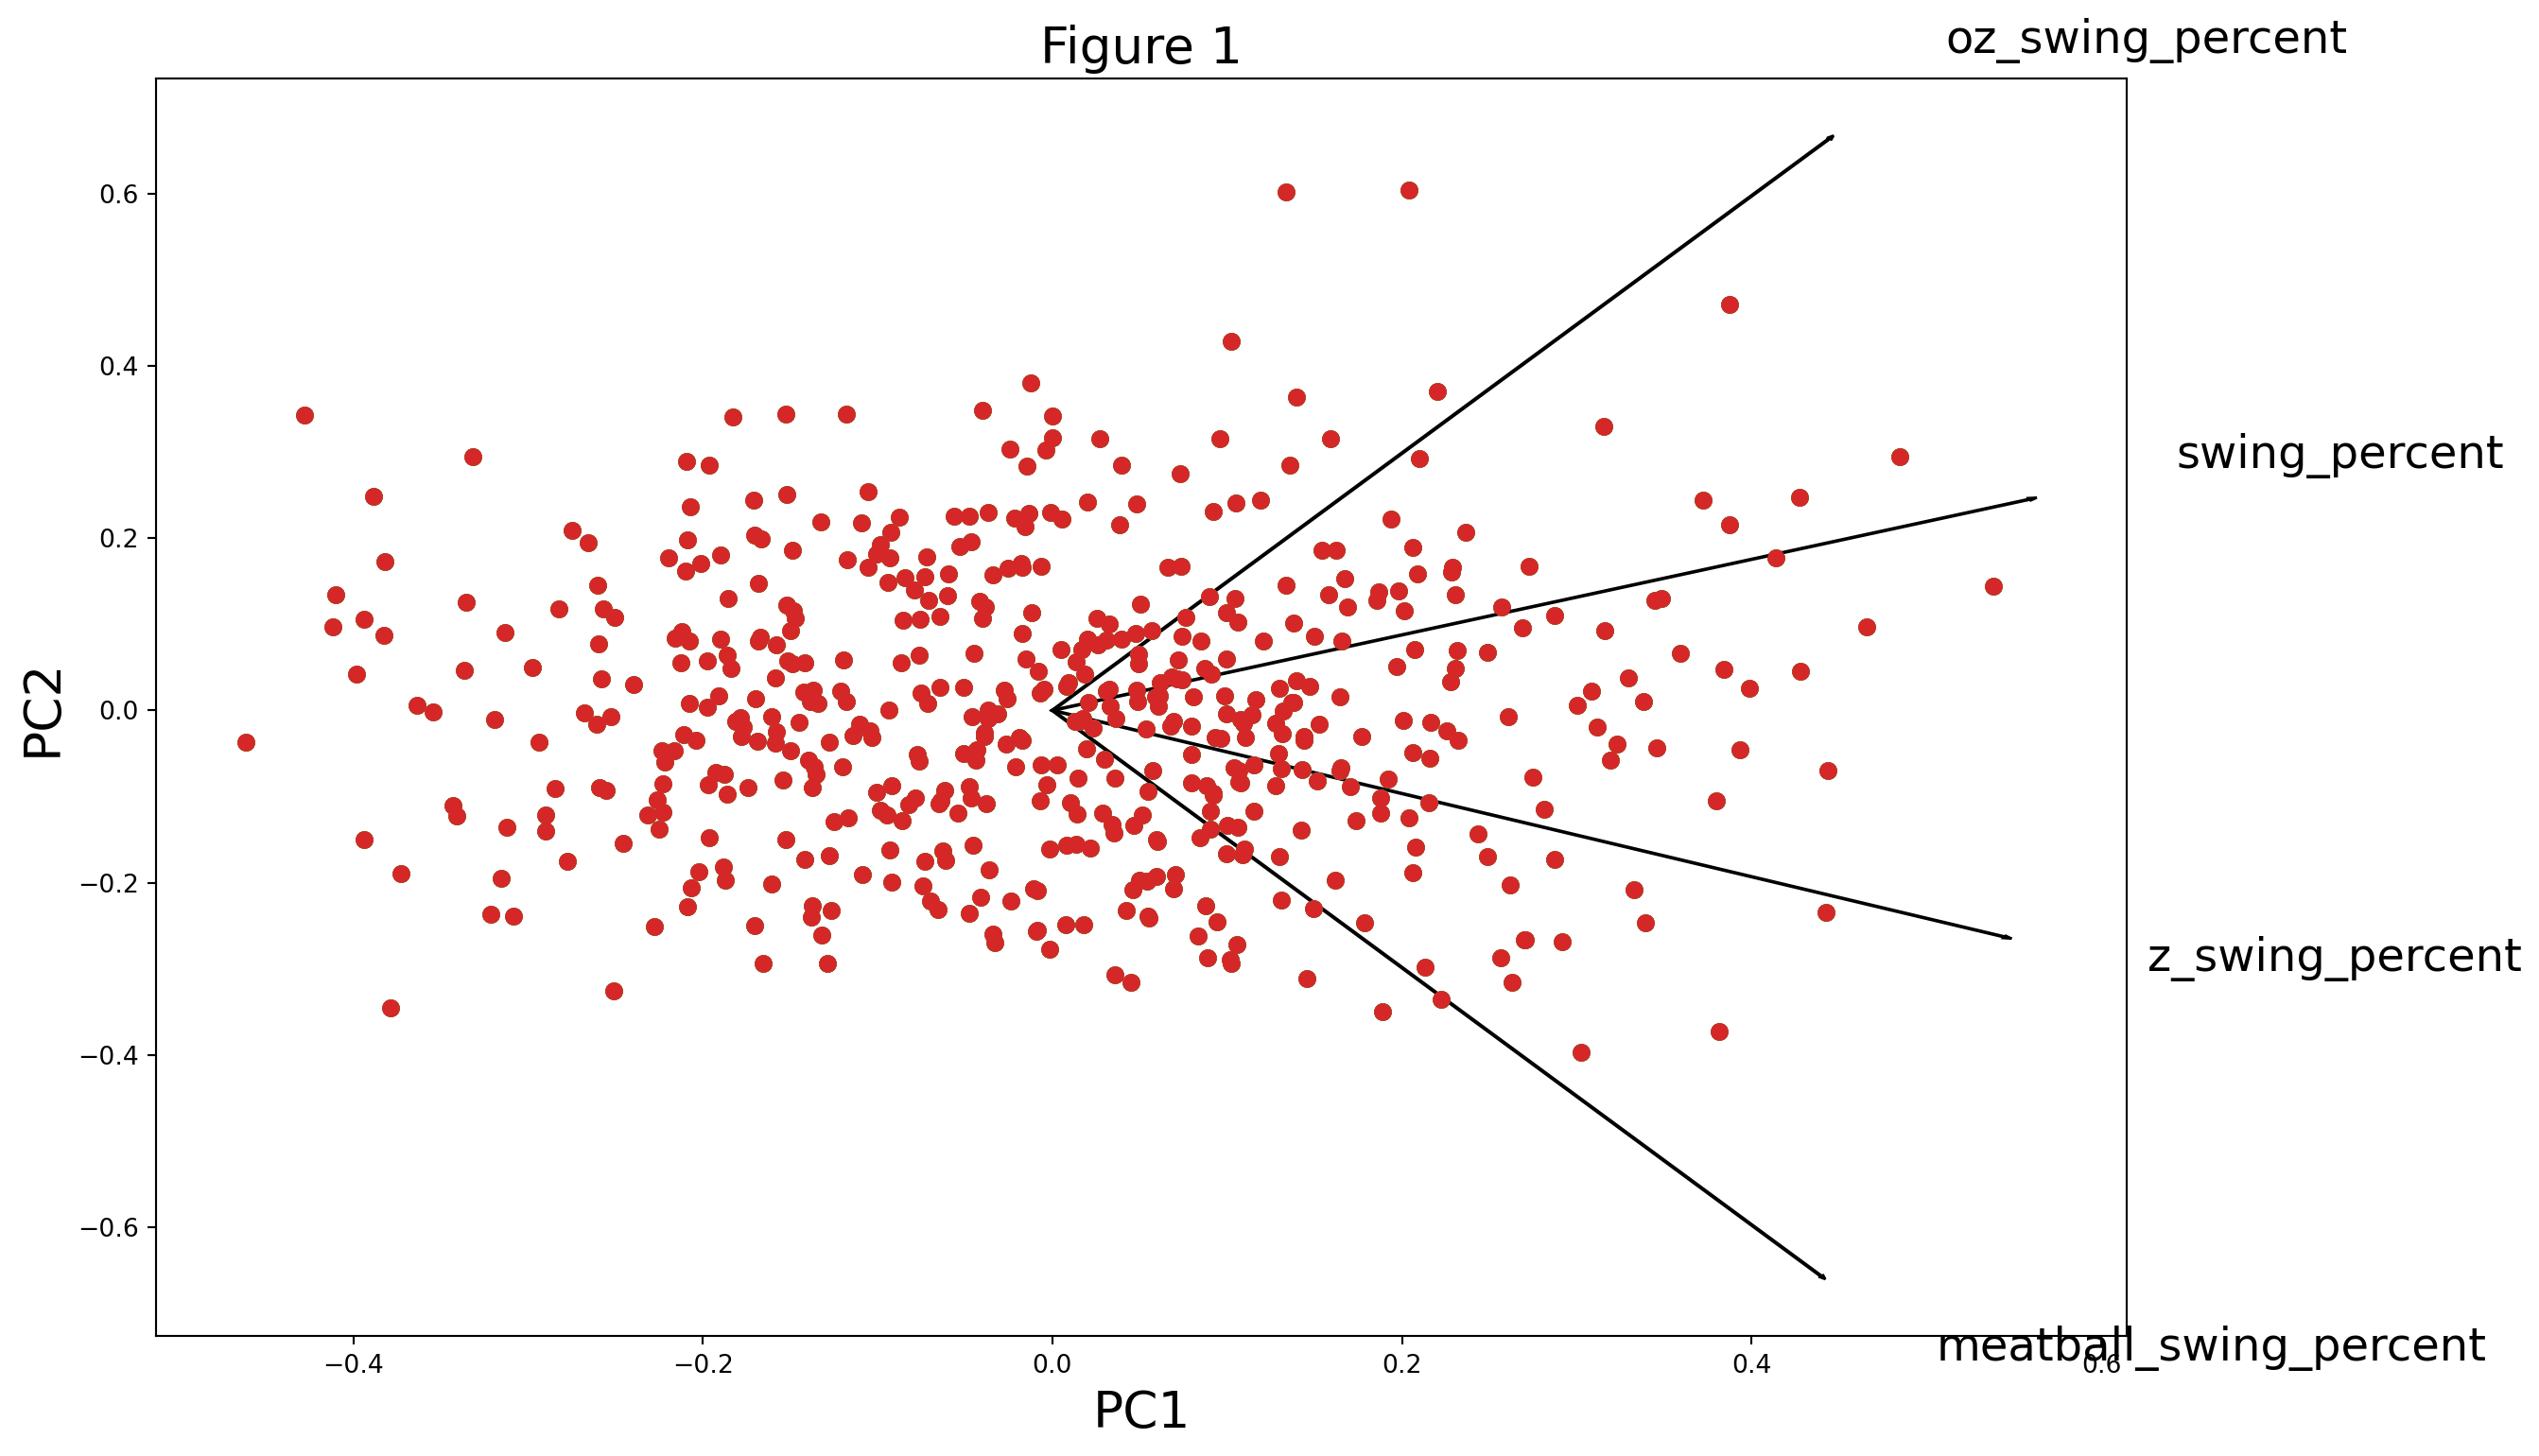 Figure 1
oz_swing_percent
swing_percent
z_swing_percent
meatball_swing_percent
PC2
0.6
0.4
0.2
0.0
−0.2
−0.4
−0.6
−0.4
−0.2
0.0
0.2
0.4
0.6
PC1